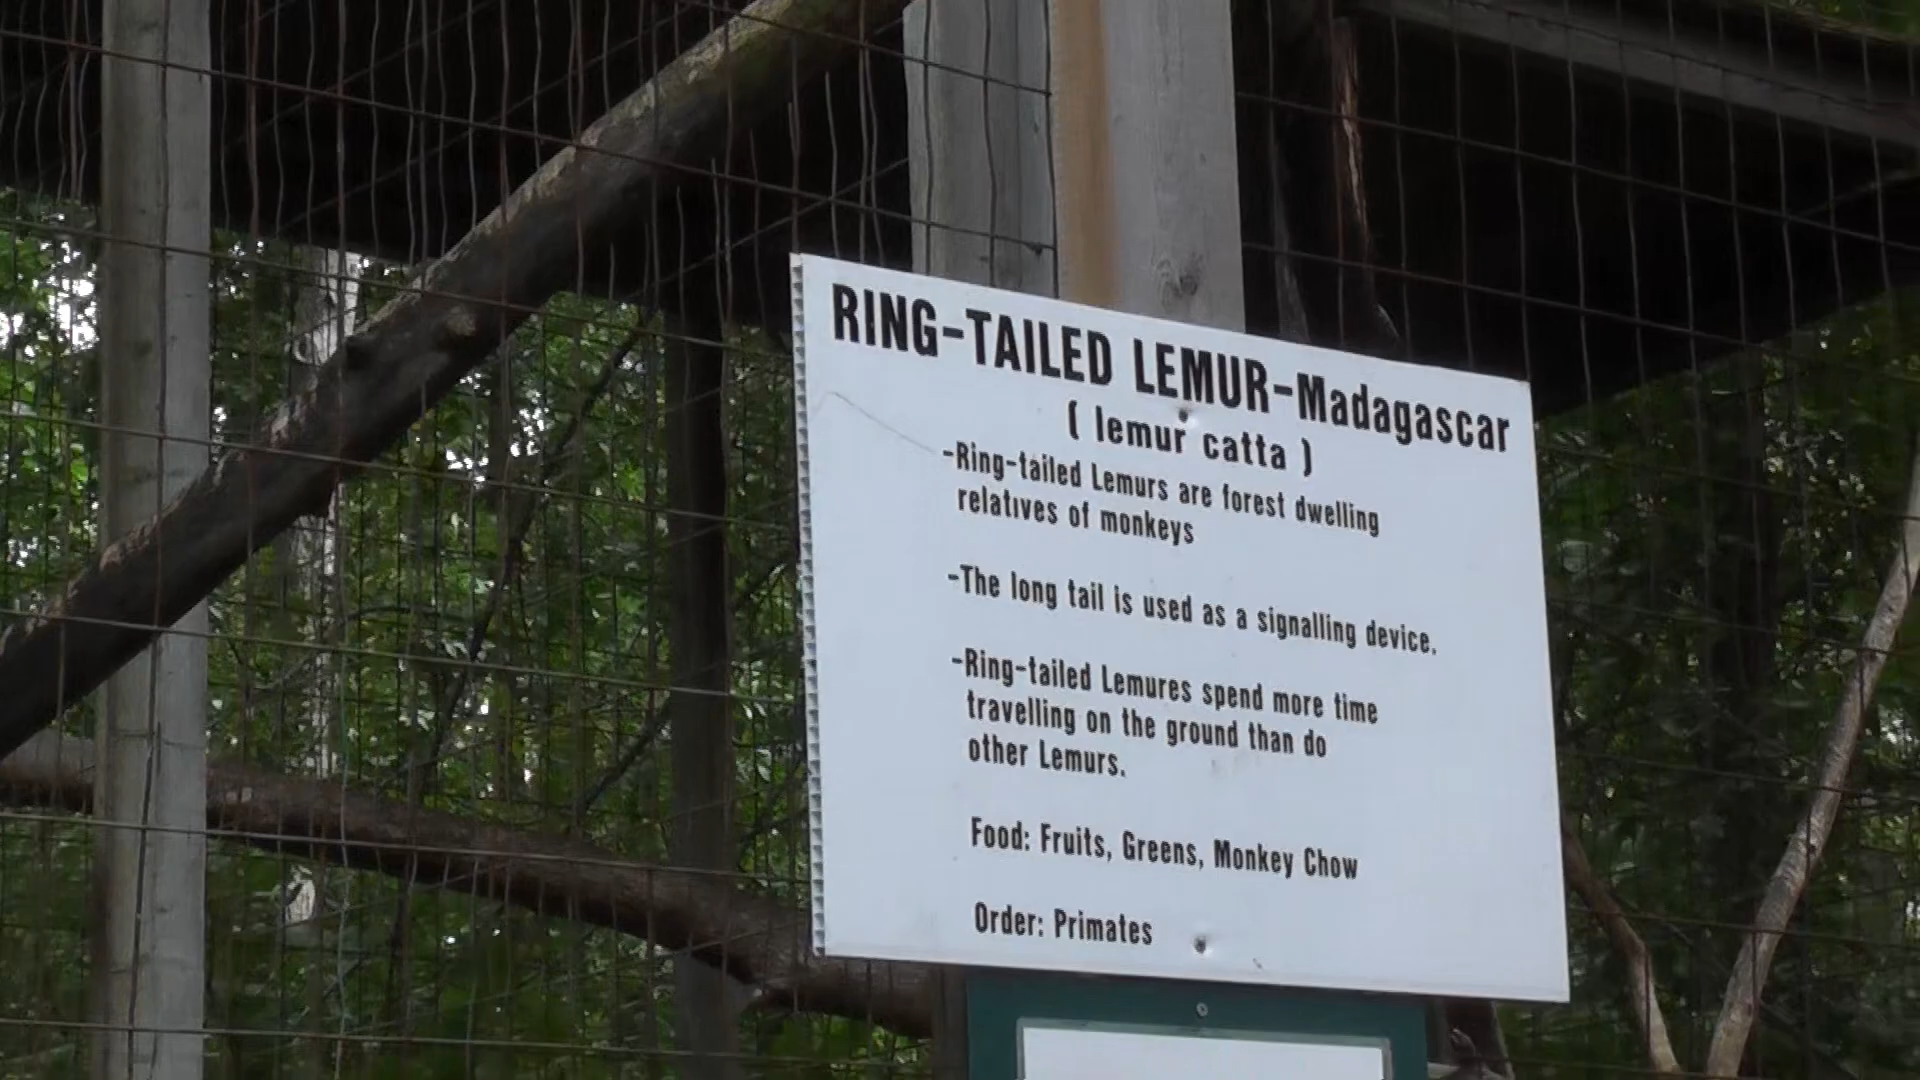 RING-TAILED LEMUR-Madagascar
( lemur catta )
-Ring-tailed Lemurs are forest dwelling
relatives of monkeys
-The long tail is used as a signalling device.
-Ring-tailed Lemures spend more time
travelling on the ground than do
other Lemurs.
Food: Fruits, Greens, Monkey Chow
Order: Primates